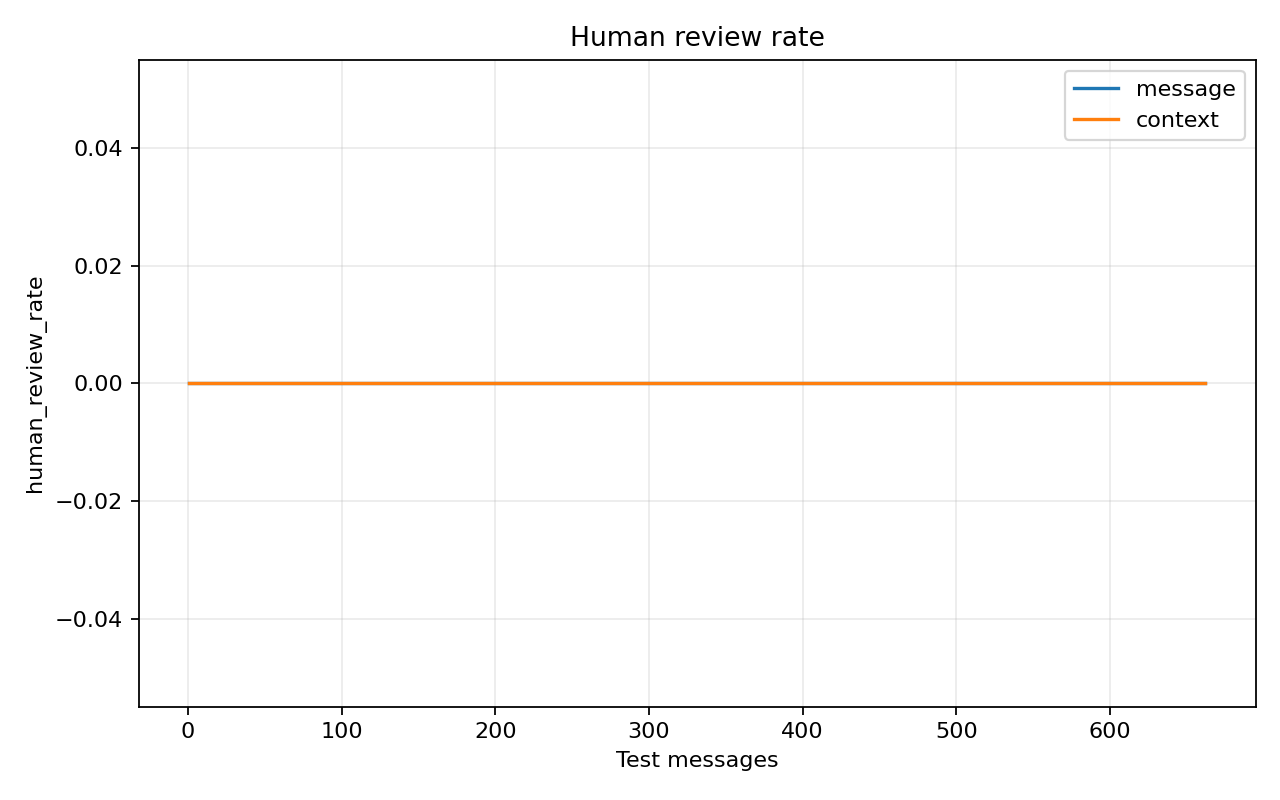 Human review rate
message
context
human_review_rate
0.04
0.02
0.00
−0.02
−0.04
0 100 200 300 400 500 600
Test messages